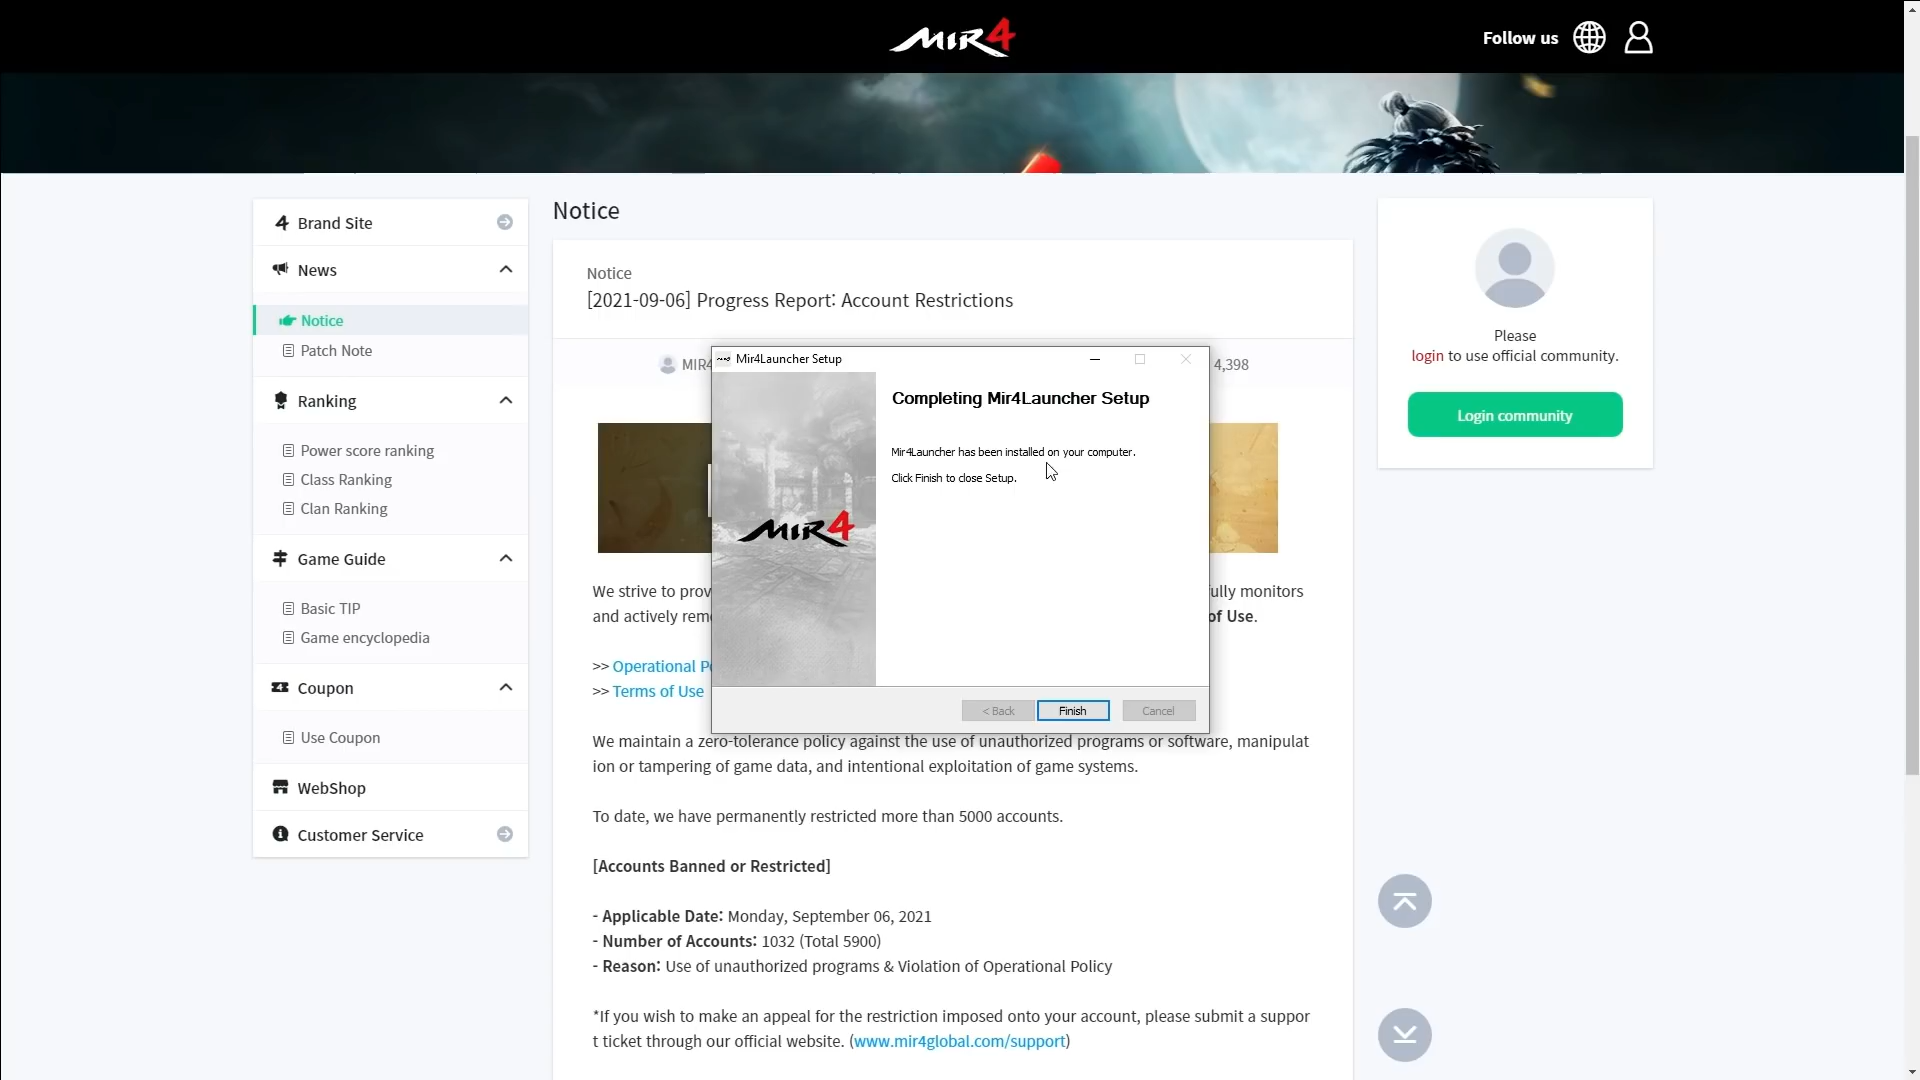 MIR4
Follow us
Brand Site
News
Notice
Patch Note
Ranking
Power score ranking
Class Ranking
Clan Ranking
Game Guide
Basic TIP
Game encyclopedia
Coupon
Use Coupon
WebShop
Customer Service
Notice
Notice
[2021-09-06] Progress Report: Account Restrictions
MIR4
4,398
Mir4Launcher Setup
Completing Mir4Launcher Setup
Mir4Launcher has been installed on your computer.
Click Finish to close Setup.
MIR4
< Back
Finish
Cancel
We strive to prov
fully monitors
and actively rem
of Use.
>> Operational P
>> Terms of Use
We maintain a zero-tolerance policy against the use of unauthorized programs or software, manipulat
ion or tampering of game data, and intentional exploitation of game systems.
To date, we have permanently restricted more than 5000 accounts.
[Accounts Banned or Restricted]
- Applicable Date: Monday, September 06, 2021
- Number of Accounts: 1032 (Total 5900)
- Reason: Use of unauthorized programs & Violation of Operational Policy
*If you wish to make an appeal for the restriction imposed onto your account, please submit a suppor
t ticket through our official website. (www.mir4global.com/support)
Please
login to use official community.
Login community